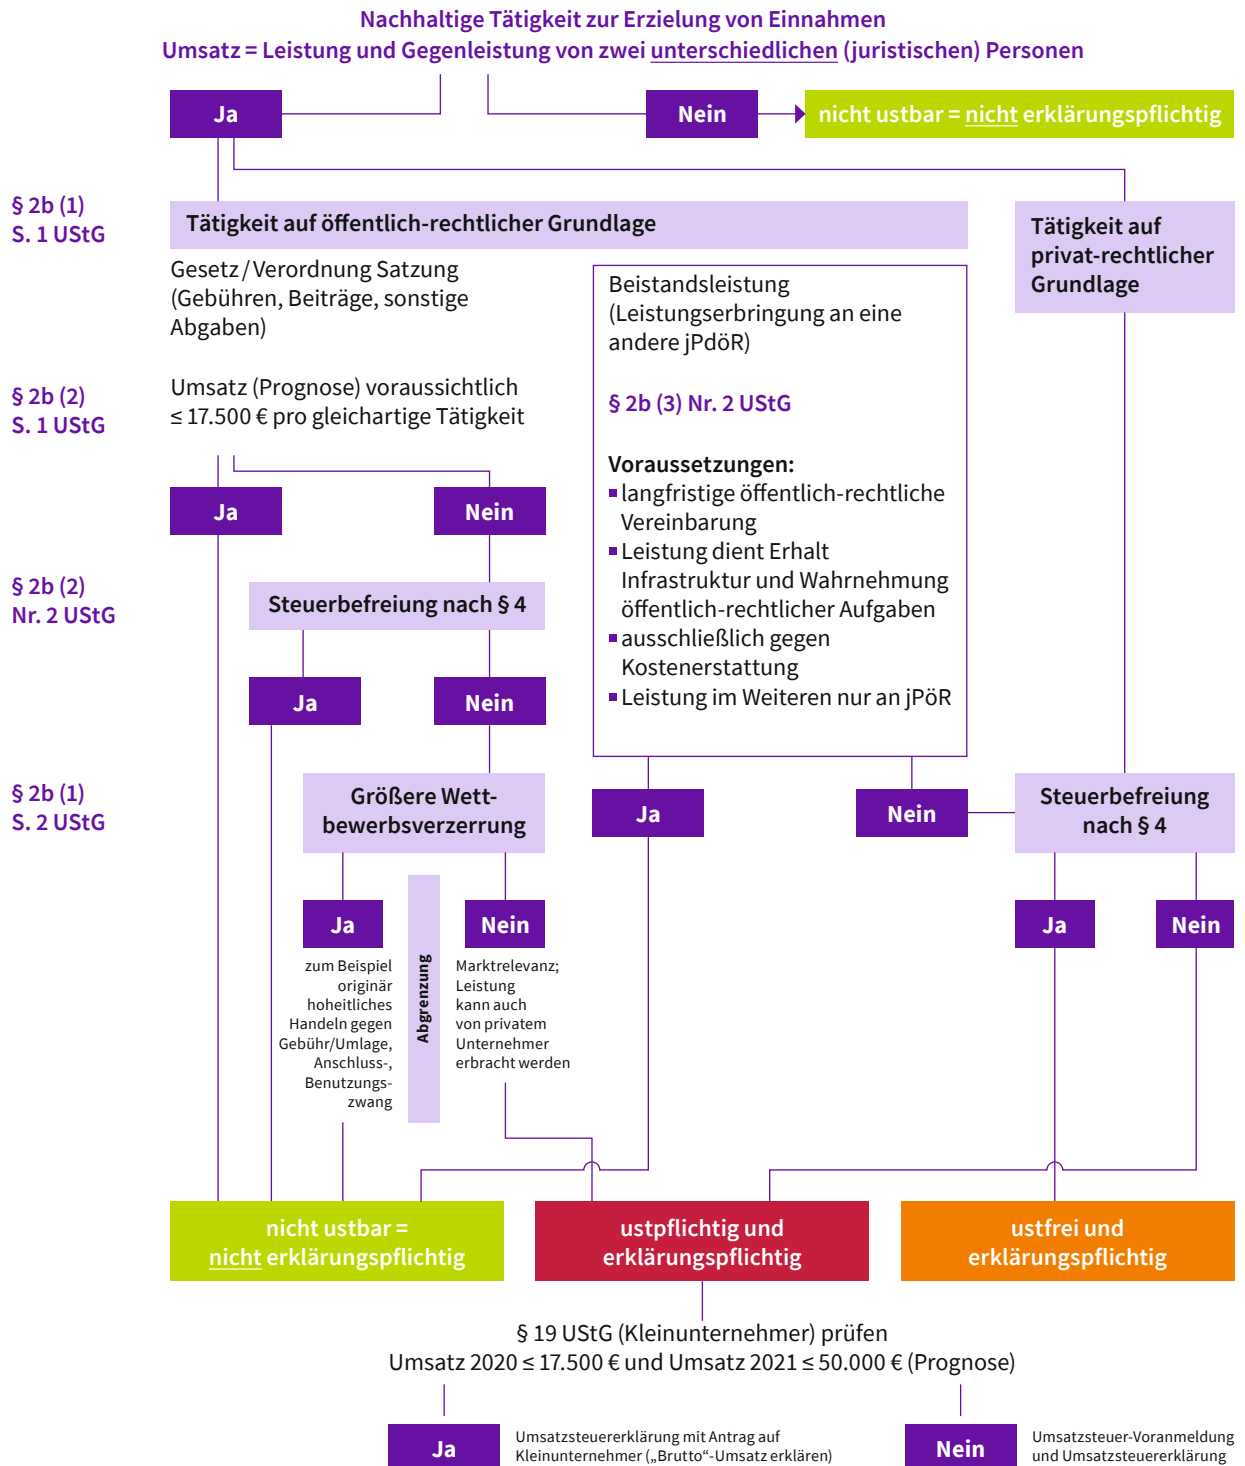 Nachhaltige Tätigkeit zur Erzielung von Einnahmen
Umsatz = Leistung und Gegenleistung von zwei unterschiedlichen (juristischen) Personen
Ja
Nein
nicht ustbar = nicht erklärungspflichtig
§ 2b (1)
S. 1 UStG
Tätigkeit auf öffentlich-rechtlicher Grundlage
Tätigkeit auf
privat-rechtlicher
Grundlage
Gesetz / Verordnung Satzung
(Gebühren, Beiträge, sonstige
Abgaben)
Beistandsleistung
(Leistungserbringung an eine
andere jPdöR)
§ 2b (2)
S. 1 UStG
Umsatz (Prognose) voraussichtlich
≤ 17.500 € pro gleichartige Tätigkeit
§ 2b (3) Nr. 2 UStG
Voraussetzungen:
▪ langfristige öffentlich-rechtliche
Vereinbarung
▪ Leistung dient Erhalt
Infrastruktur und Wahrnehmung
öffentlich-rechtlicher Aufgaben
▪ ausschließlich gegen
Kostenerstattung
▪ Leistung im Weiteren nur an jPöR
Ja
Nein
§ 2b (2)
Nr. 2 UStG
Steuerbefreiung nach § 4
Ja
Nein
§ 2b (1)
S. 2 UStG
Größere Wett-
bewerbsverzerrung
Ja
Nein
Steuerbefreiung
nach § 4
Ja
Nein
Ja
Nein
zum Beispiel
originär
hoheitliches
Handeln gegen
Gebühr/Umlage,
Anschluss-,
Benutzungs-
zwang
Abgrenzung
Marktrelevanz;
Leistung
kann auch
von privatem
Unternehmer
erbracht werden
nicht ustbar =
nicht erklärungspflichtig
ustpflichtig und
erklärungspflichtig
ustfrei und
erklärungspflichtig
§ 19 UStG (Kleinunternehmer) prüfen
Umsatz 2020 ≤ 17.500 € und Umsatz 2021 ≤ 50.000 € (Prognose)
Ja
Umsatzsteuererklärung mit Antrag auf
Kleinunternehmer („Brutto“-Umsatz erklären)
Nein
Umsatzsteuer-Voranmeldung
und Umsatzsteuererklärung